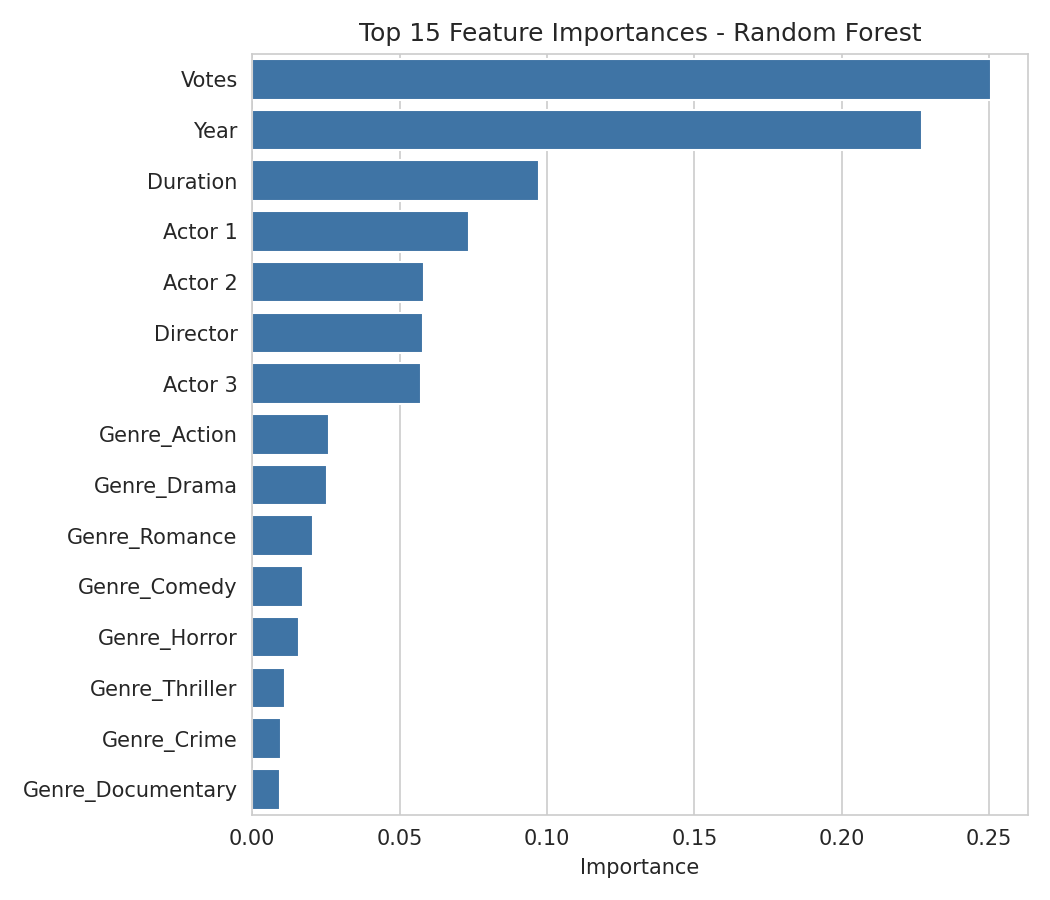 Top 15 Feature Importances - Random Forest
Votes
Year
Duration
Actor 1
Actor 2
Director
Actor 3
Genre_Action
Genre_Drama
Genre_Romance
Genre_Comedy
Genre_Horror
Genre_Thriller
Genre_Crime
Genre_Documentary
0.00 0.05 0.10 0.15 0.20 0.25
Importance